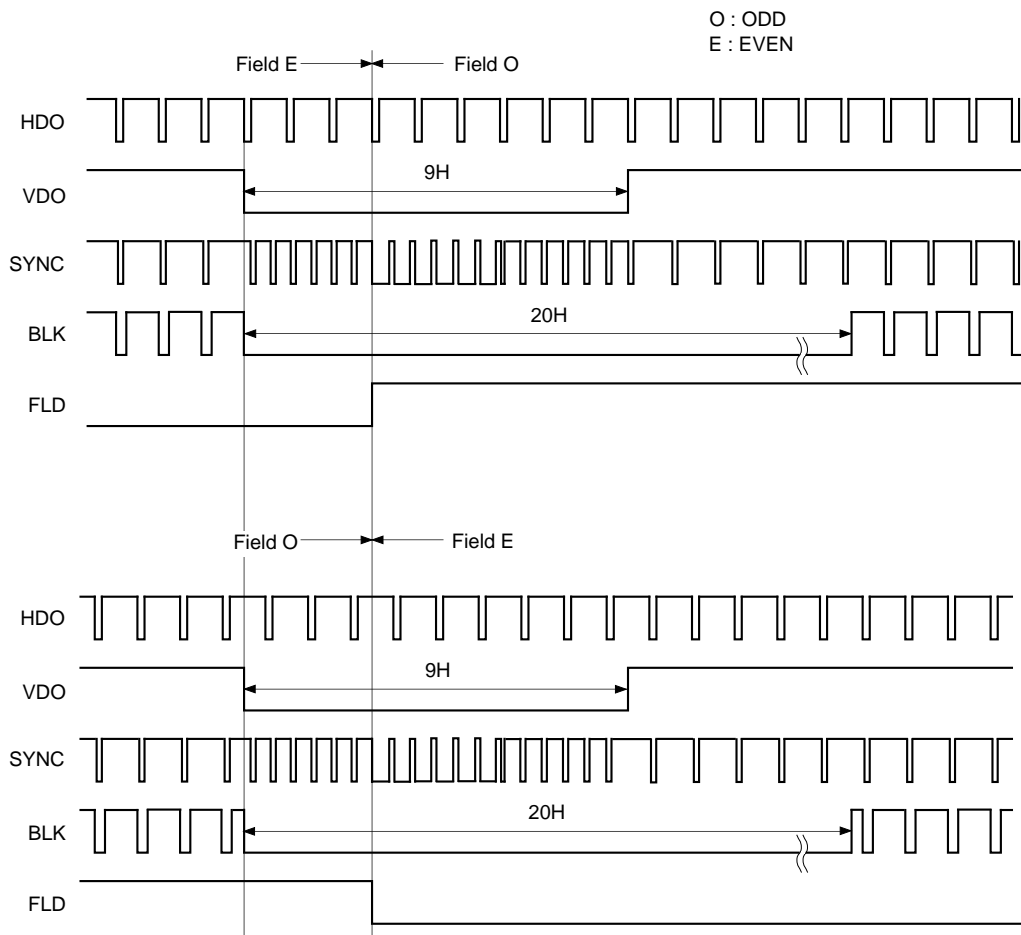 O : ODD
E : EVEN
Field E
Field O
HDO
VDO
9H
SYNC
BLK
20H
FLD
Field O
Field E
HDO
VDO
9H
SYNC
BLK
20H
FLD